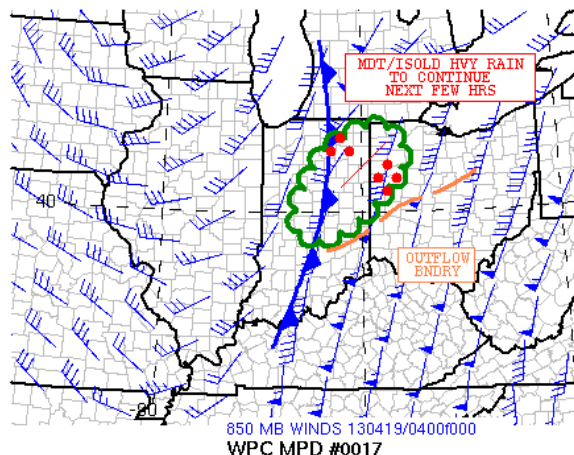 MDT/ISOLD HVY RAIN
TO CONTINUE
NEXT FEW HRS
40
OUTFLOW
BNDRY
850 MB WINDS 130419/0400f000
WPC MPD #0017